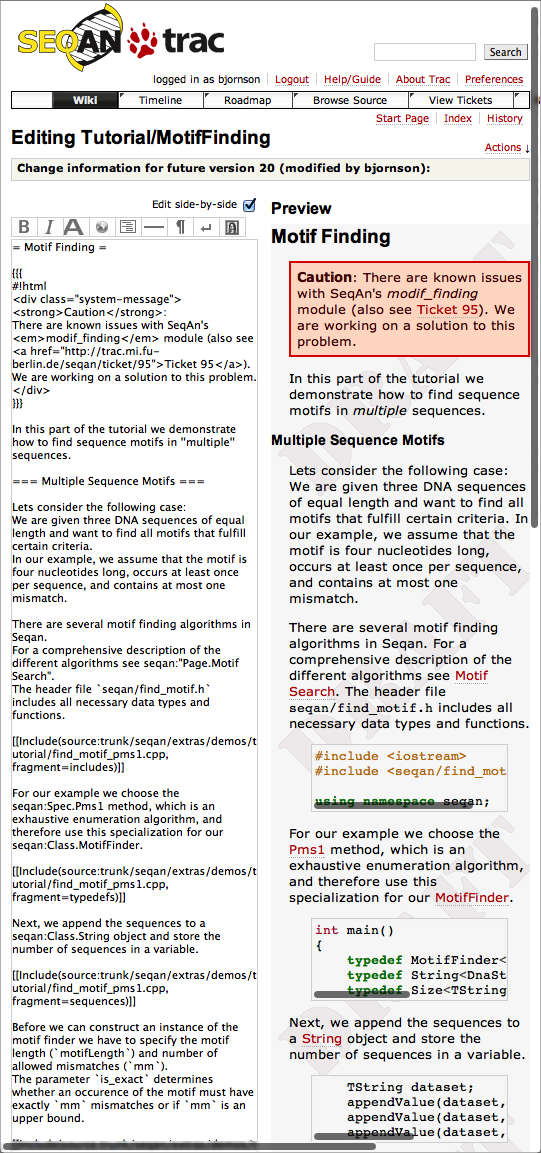 SEQAN trac
Search
logged in as bjornson Logout Help/Guide About Trac Preferences
Wiki Timeline Roadmap Browse Source View Tickets
Start Page Index History
Editing Tutorial/MotifFinding
Actions ↓
Change information for future version 20 (modified by bjornson):
Edit side-by-side
B I A ¶
= Motif Finding =
{{{
#!html
<div class="system-message">
<strong>Caution</strong>:
There are known issues with SeqAn's
<em>modif_finding</em> module (also see
<a href="http://trac.mi.fu-
berlin.de/seqan/ticket/95">Ticket 95</a>).
We are working on a solution to this problem.
</div>
}}}
In this part of the tutorial we demonstrate
how to find sequence motifs in ''multiple''
sequences.
=== Multiple Sequence Motifs ===
Lets consider the following case:
We are given three DNA sequences of equal
length and want to find all motifs that fulfill
certain criteria.
In our example, we assume that the motif is
four nucleotides long, occurs at least once
per sequence, and contains at most one
mismatch.
There are several motif finding algorithms in
Seqan.
For a comprehensive description of the
different algorithms see seqan:"Page.Motif
Search".
The header file `seqan/find_motif.h`
includes all necessary data types and
functions.
[[Include(source:trunk/seqan/extras/demos/t
utorial/find_motif_pms1.cpp,
fragment=includes)]]
For our example we choose the
seqan:Spec.Pms1 method, which is an
exhaustive enumeration algorithm, and
therefore use this specialization for our
seqan:Class.MotifFinder.
[[Include(source:trunk/seqan/extras/demos/t
utorial/find_motif_pms1.cpp,
fragment=typedefs)]]
Next, we append the sequences to a
seqan:Class.String object and store the
number of sequences in a variable.
[[Include(source:trunk/seqan/extras/demos/t
utorial/find_motif_pms1.cpp,
fragment=sequences)]]
Before we can construct an instance of the
motif finder we have to specify the motif
length (`motifLength`) and number of
allowed mismatches (`mm`).
The parameter `is_exact` determines
whether an occurence of the motif must have
exactly `mm` mismatches or if `mm` is an
upper bound.
Preview
Motif Finding
Caution: There are known issues
with SeqAn's modif_finding
module (also see Ticket 95). We
are working on a solution to this
problem.
In this part of the tutorial we
demonstrate how to find sequence
motifs in multiple sequences.
Multiple Sequence Motifs
Lets consider the following case:
We are given three DNA sequences
of equal length and want to find all
motifs that fulfill certain criteria. In
our example, we assume that the
motif is four nucleotides long,
occurs at least once per sequence,
and contains at most one
mismatch.
There are several motif finding
algorithms in Seqan. For a
comprehensive description of the
different algorithms see Motif
Search. The header file
seqan/find_motif.h includes all
necessary data types and functions.
#include <iostream>
#include <seqan/find_mot
using namespace seqan;
For our example we choose the
Pms1 method, which is an
exhaustive enumeration algorithm,
and therefore use this
specialization for our MotifFinder.
int main()
{
typedef MotifFinder<
typedef String<DnaSt
typedef Size<TString
Next, we append the sequences to
a String object and store the
number of sequences in a variable.
TString dataset;
appendValue(dataset,
appendValue(dataset,
appendValue(dataset,
DRAFT
DRAFT
DRAFT